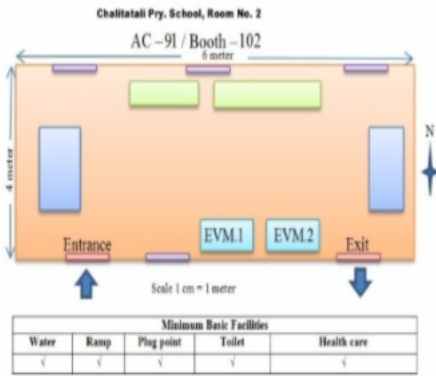 Chalitatali Pry. School, Room No. 2
AC -91 / Booth -102
6 meter
4 meter
N
EVM.1 EVM.2
Entrance Exit
Scale 1 cm = 1 meter
Minimum Basic Facilities
Water Ramp Plug point Toilet Health care
√ √ √ √ √